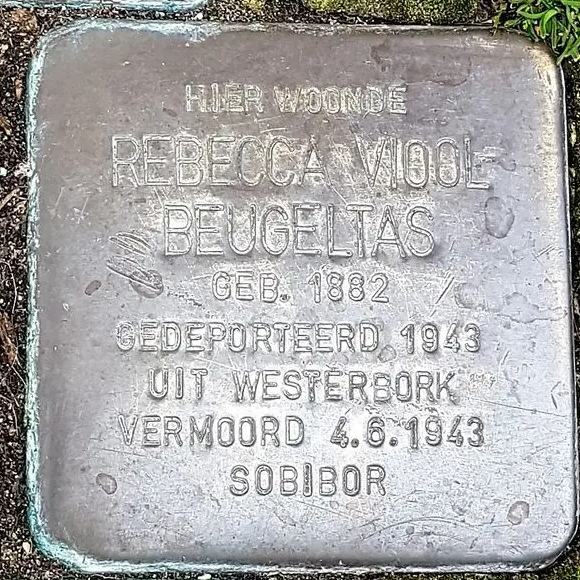 HIER WOONDE
REBECCA VIOOL-
BEUGELTAS
GEB. 1882
GEDEPORTEERD 1943
UIT WESTERBORK
VERMOORD 4.6.1943
SOBIBOR